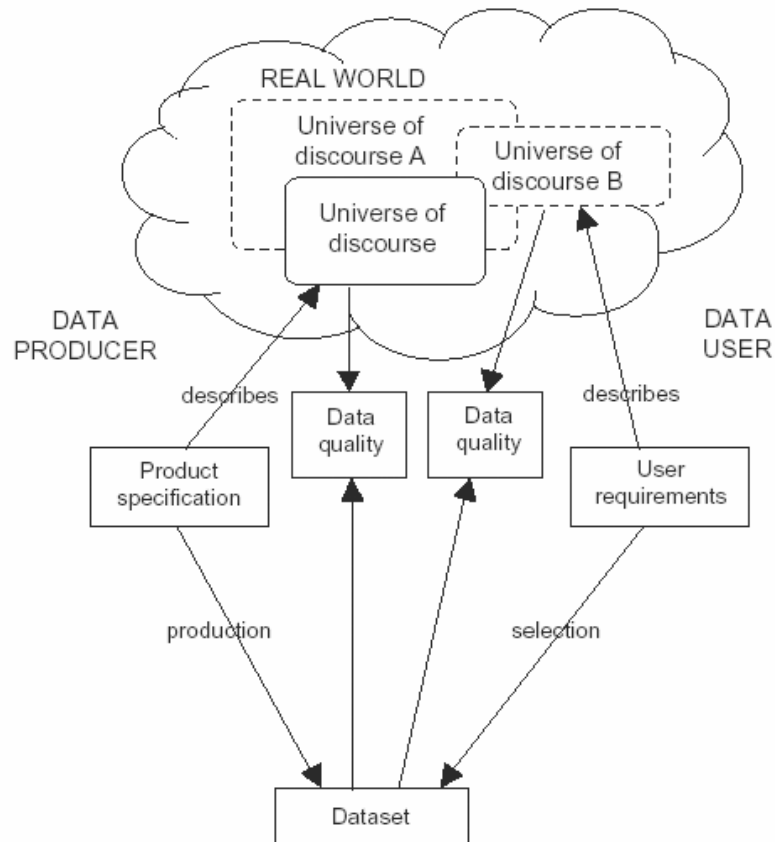 REAL WORLD
Universe of
discourse A
Universe of
discourse B
Universe of
discourse
DATA
PRODUCER
DATA
USER
describes
describes
Data
quality
Data
quality
Product
specification
User
requirements
production
selection
Dataset